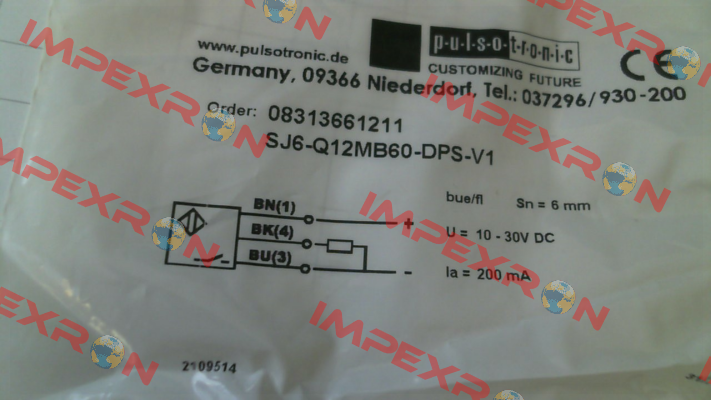 www.pulsotronic.de
p-u-l-s-o-t-r-o-n-i-c
CUSTOMIZING FUTURE
CE
Germany, 09366 Niederdorf, Tel.: 037296/930-200
Order: 08313661211
SJ6-Q12MB60-DPS-V1
BN(1)
+
BK(4)
BU(3)
-
bue/fl Sn = 6 mm
U = 10 - 30V DC
Ia = 200 mA
2109514
IMPEXRON
IMPEXRON
IMPEXRON
IMPEXRON
IMPEXRON
IMPEXRON